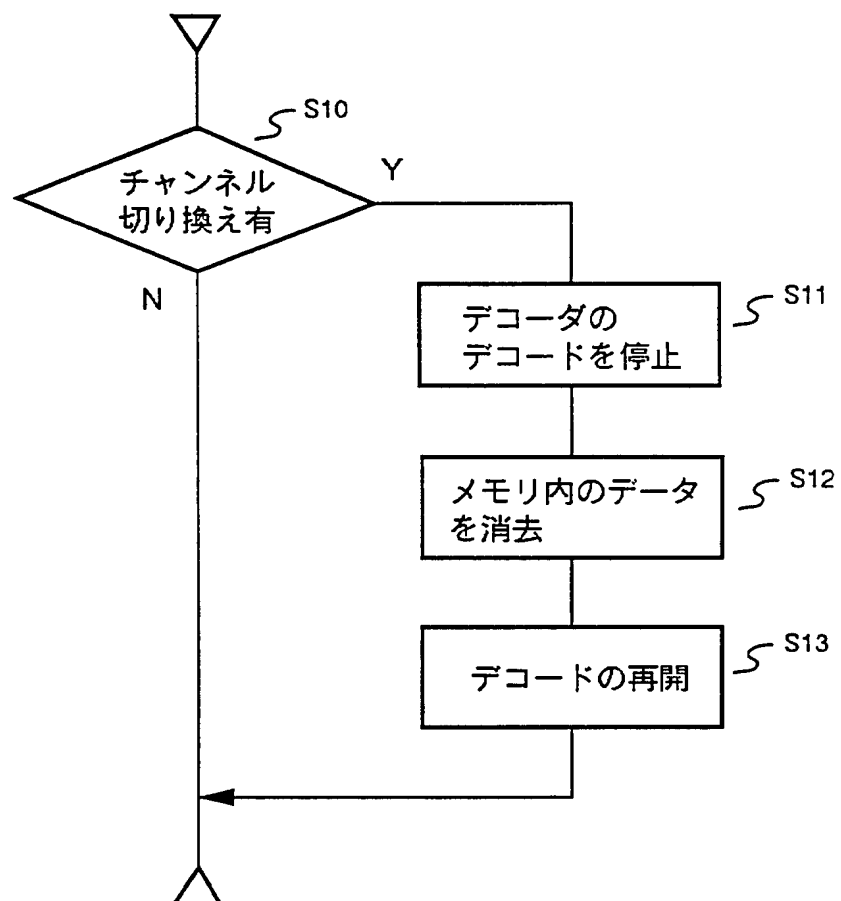 S10
チャンネル
切り換え有
Y
N
S11
デコーダの
デコードを停止
S12
メモリ内のデータ
を消去
S13
デコードの再開